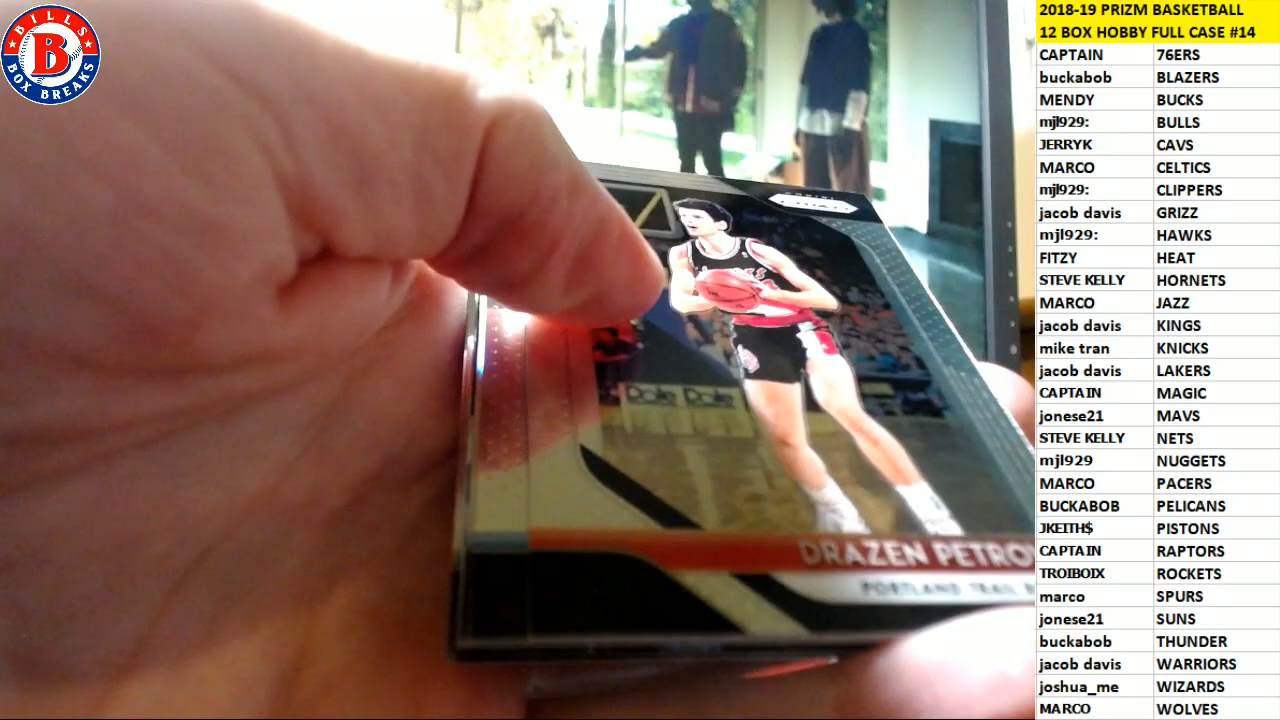 BILLS
B
BOX BREAKS
Dole Dole
DRAZEN PETRO
PORTLAND TRAIL B
2018-19 PRIZM BASKETBALL
12 BOX HOBBY FULL CASE #14
CAPTAIN 76ERS
buckabob BLAZERS
MENDY BUCKS
mjl929: BULLS
JERRYK CAVS
MARCO CELTICS
mjl929: CLIPPERS
jacob davis GRIZZ
mjl929: HAWKS
FITZY HEAT
STEVE KELLY HORNETS
MARCO JAZZ
jacob davis KINGS
mike tran KNICKS
jacob davis LAKERS
CAPTAIN MAGIC
jonese21 MAVS
STEVE KELLY NETS
mjl929 NUGGETS
MARCO PACERS
BUCKABOB PELICANS
JKEITH$ PISTONS
CAPTAIN RAPTORS
TROIBOIX ROCKETS
marco SPURS
jonese21 SUNS
buckabob THUNDER
jacob davis WARRIORS
joshua_me WIZARDS
MARCO WOLVES